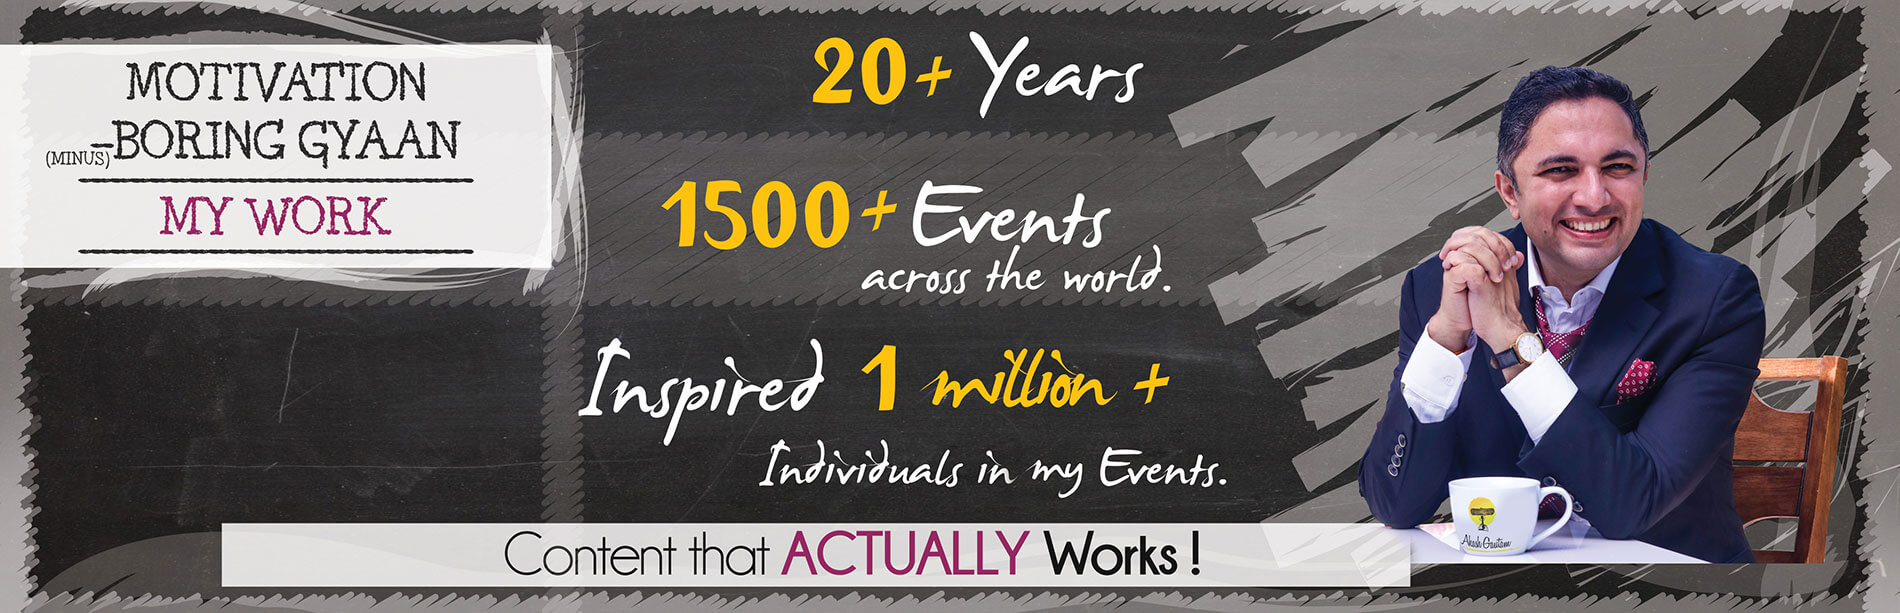 MOTIVATION
(MINUS)-BORING GYAAN
MY WORK
20+ Years
1500+ Events
across the world.
Inspired 1 million +
Individuals in my Events.
Content that ACTUALLY Works !
Akash Gautam